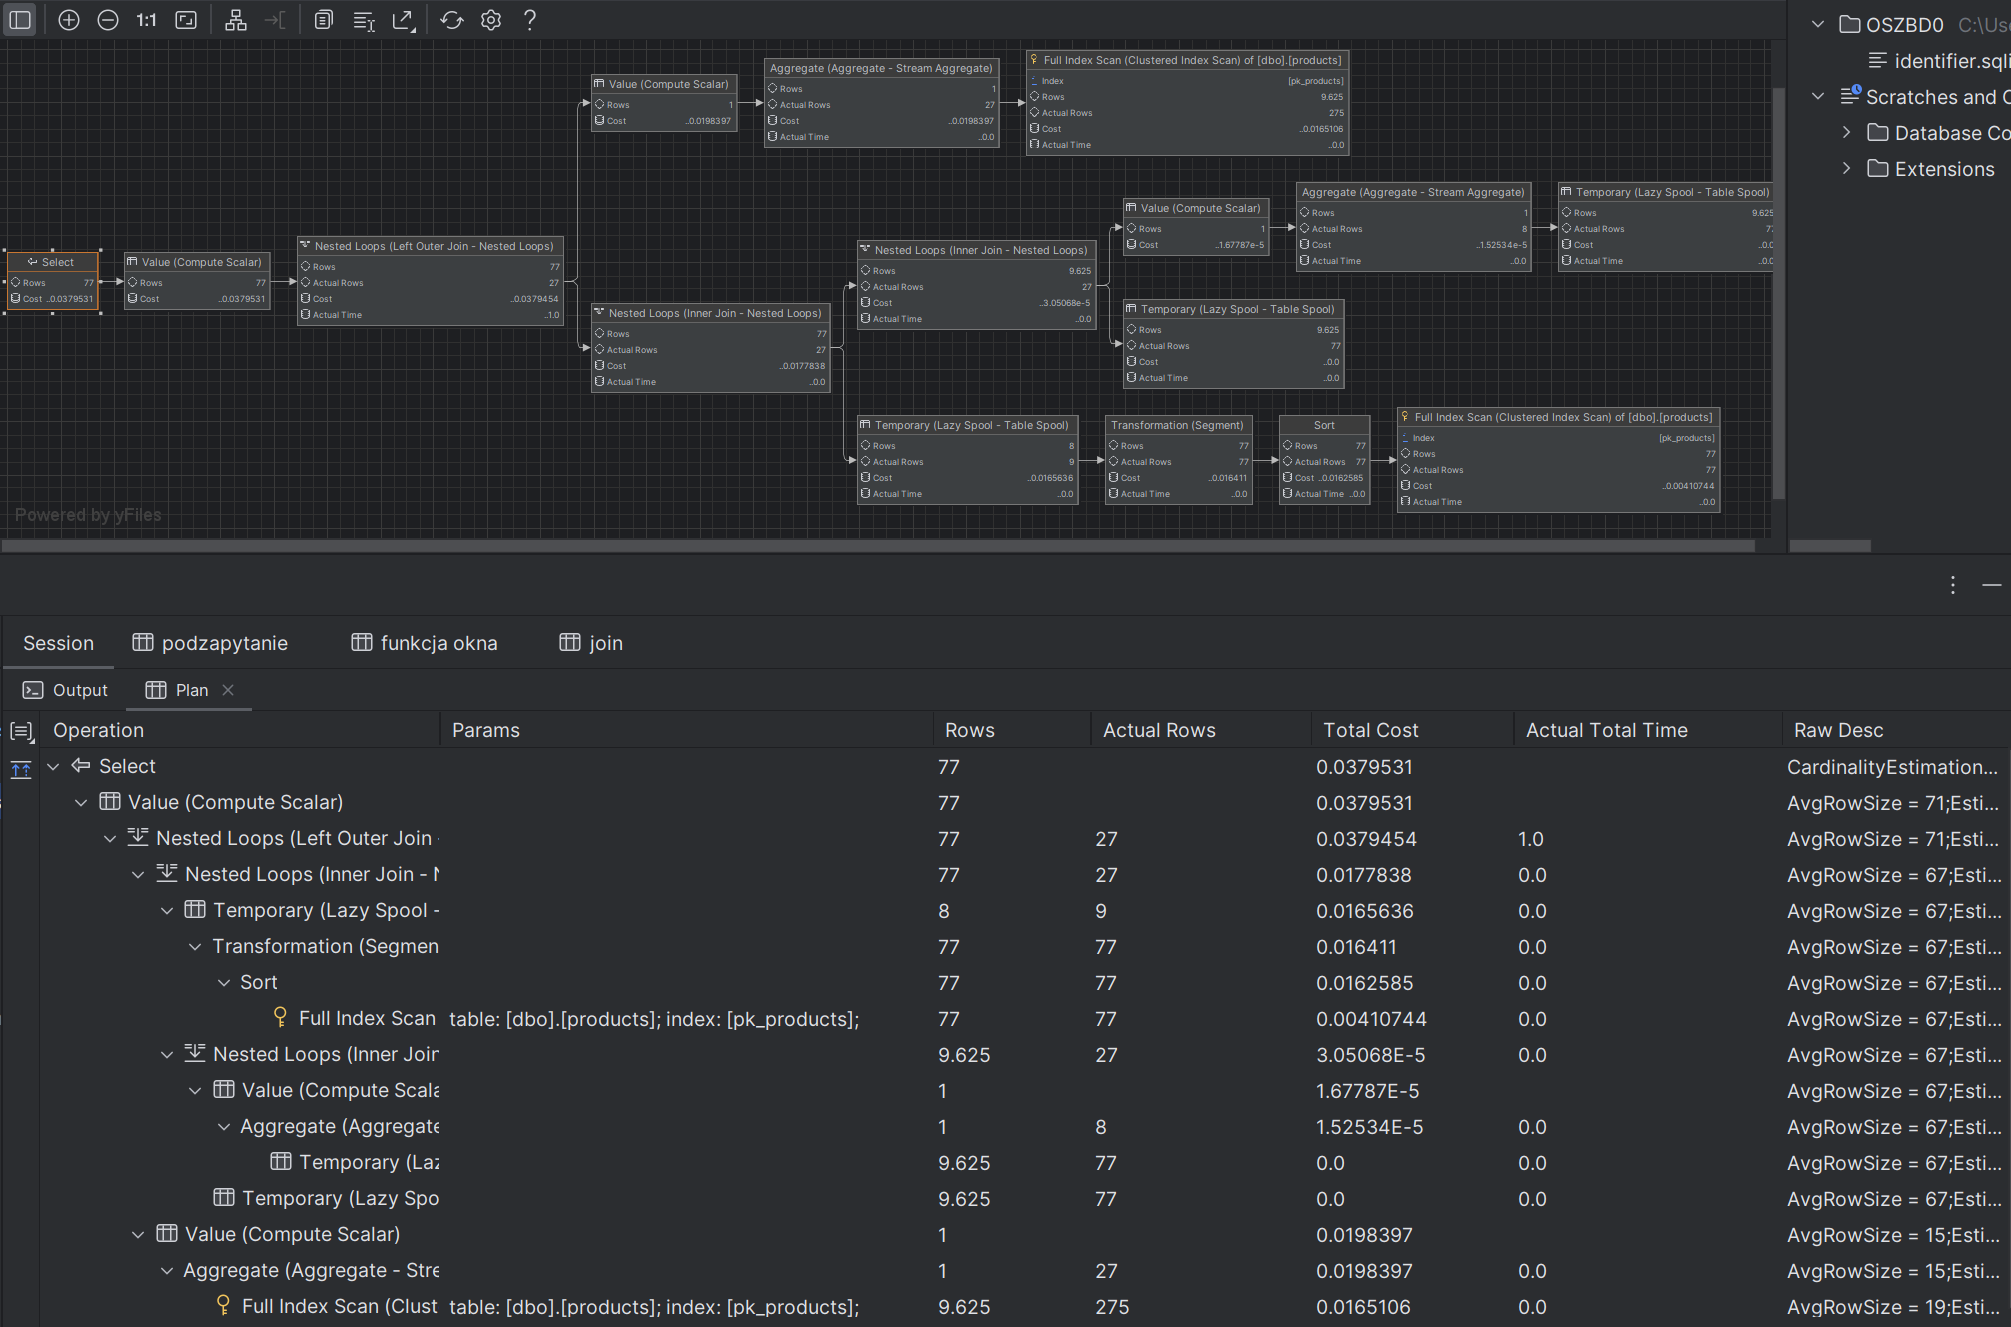 1:1
OSZBD0 C:\Use
identifier.sqli
Scratches and C
Database Co
Extensions
Value (Compute Scalar)
Rows 1
Cost ..0.0198397
Aggregate (Aggregate - Stream Aggregate)
Rows 1
Actual Rows 27
Cost ..0.0198397
Actual Time ..0.0
Full Index Scan (Clustered Index Scan) of [dbo].[products]
Index [pk_products]
Rows 9.625
Actual Rows 275
Cost ..0.0165106
Actual Time ..0.0
Select
Rows 77
Cost ..0.0379531
Value (Compute Scalar)
Rows 77
Cost ..0.0379531
Nested Loops (Left Outer Join - Nested Loops)
Rows 77
Actual Rows 27
Cost ..0.0379454
Actual Time ..1.0
Nested Loops (Inner Join - Nested Loops)
Rows 77
Actual Rows 27
Cost ..0.0177838
Actual Time ..0.0
Nested Loops (Inner Join - Nested Loops)
Rows 9.625
Actual Rows 27
Cost ..3.05068e-5
Actual Time ..0.0
Value (Compute Scalar)
Rows 1
Cost ..1.67787e-5
Aggregate (Aggregate - Stream Aggregate)
Rows 1
Actual Rows 8
Cost ..1.52534e-5
Actual Time ..0.0
Temporary (Lazy Spool - Table Spool)
Rows 9.625
Actual Rows 77
Cost ..0.0
Actual Time ..0.0
Temporary (Lazy Spool - Table Spool)
Rows 9.625
Actual Rows 77
Cost ..0.0
Actual Time ..0.0
Temporary (Lazy Spool - Table Spool)
Rows 8
Actual Rows 9
Cost ..0.0165636
Actual Time ..0.0
Transformation (Segment)
Rows 77
Actual Rows 77
Cost ..0.016411
Actual Time ..0.0
Sort
Rows 77
Actual Rows 77
Cost ..0.0162585
Actual Time ..0.0
Full Index Scan (Clustered Index Scan) of [dbo].[products]
Index [pk_products]
Rows 77
Actual Rows 77
Cost ..0.00410744
Actual Time ..0.0
Powered by yFiles
Session podzapytanie funkcja okna join
Output Plan
Operation Params Rows Actual Rows Total Cost Actual Total Time Raw Desc
Select 77 0.0379531 CardinalityEstimation...
Value (Compute Scalar) 77 0.0379531 AvgRowSize = 71;Esti...
Nested Loops (Left Outer Join - 77 27 0.0379454 1.0 AvgRowSize = 71;Esti...
Nested Loops (Inner Join - N 77 27 0.0177838 0.0 AvgRowSize = 67;Esti...
Temporary (Lazy Spool - 8 9 0.0165636 0.0 AvgRowSize = 67;Esti...
Transformation (Segmen 77 77 0.016411 0.0 AvgRowSize = 67;Esti...
Sort 77 77 0.0162585 0.0 AvgRowSize = 67;Esti...
Full Index Scan table: [dbo].[products]; index: [pk_products]; 77 77 0.00410744 0.0 AvgRowSize = 67;Esti...
Nested Loops (Inner Join 9.625 27 3.05068E-5 0.0 AvgRowSize = 67;Esti...
Value (Compute Scala 1 1.67787E-5 AvgRowSize = 67;Esti...
Aggregate (Aggregate 1 8 1.52534E-5 0.0 AvgRowSize = 67;Esti...
Temporary (Laz 9.625 77 0.0 0.0 AvgRowSize = 67;Esti...
Temporary (Lazy Spo 9.625 77 0.0 0.0 AvgRowSize = 67;Esti...
Value (Compute Scalar) 1 0.0198397 AvgRowSize = 15;Esti...
Aggregate (Aggregate - Stre 1 27 0.0198397 0.0 AvgRowSize = 15;Esti...
Full Index Scan (Clust table: [dbo].[products]; index: [pk_products]; 9.625 275 0.0165106 0.0 AvgRowSize = 19;Esti...